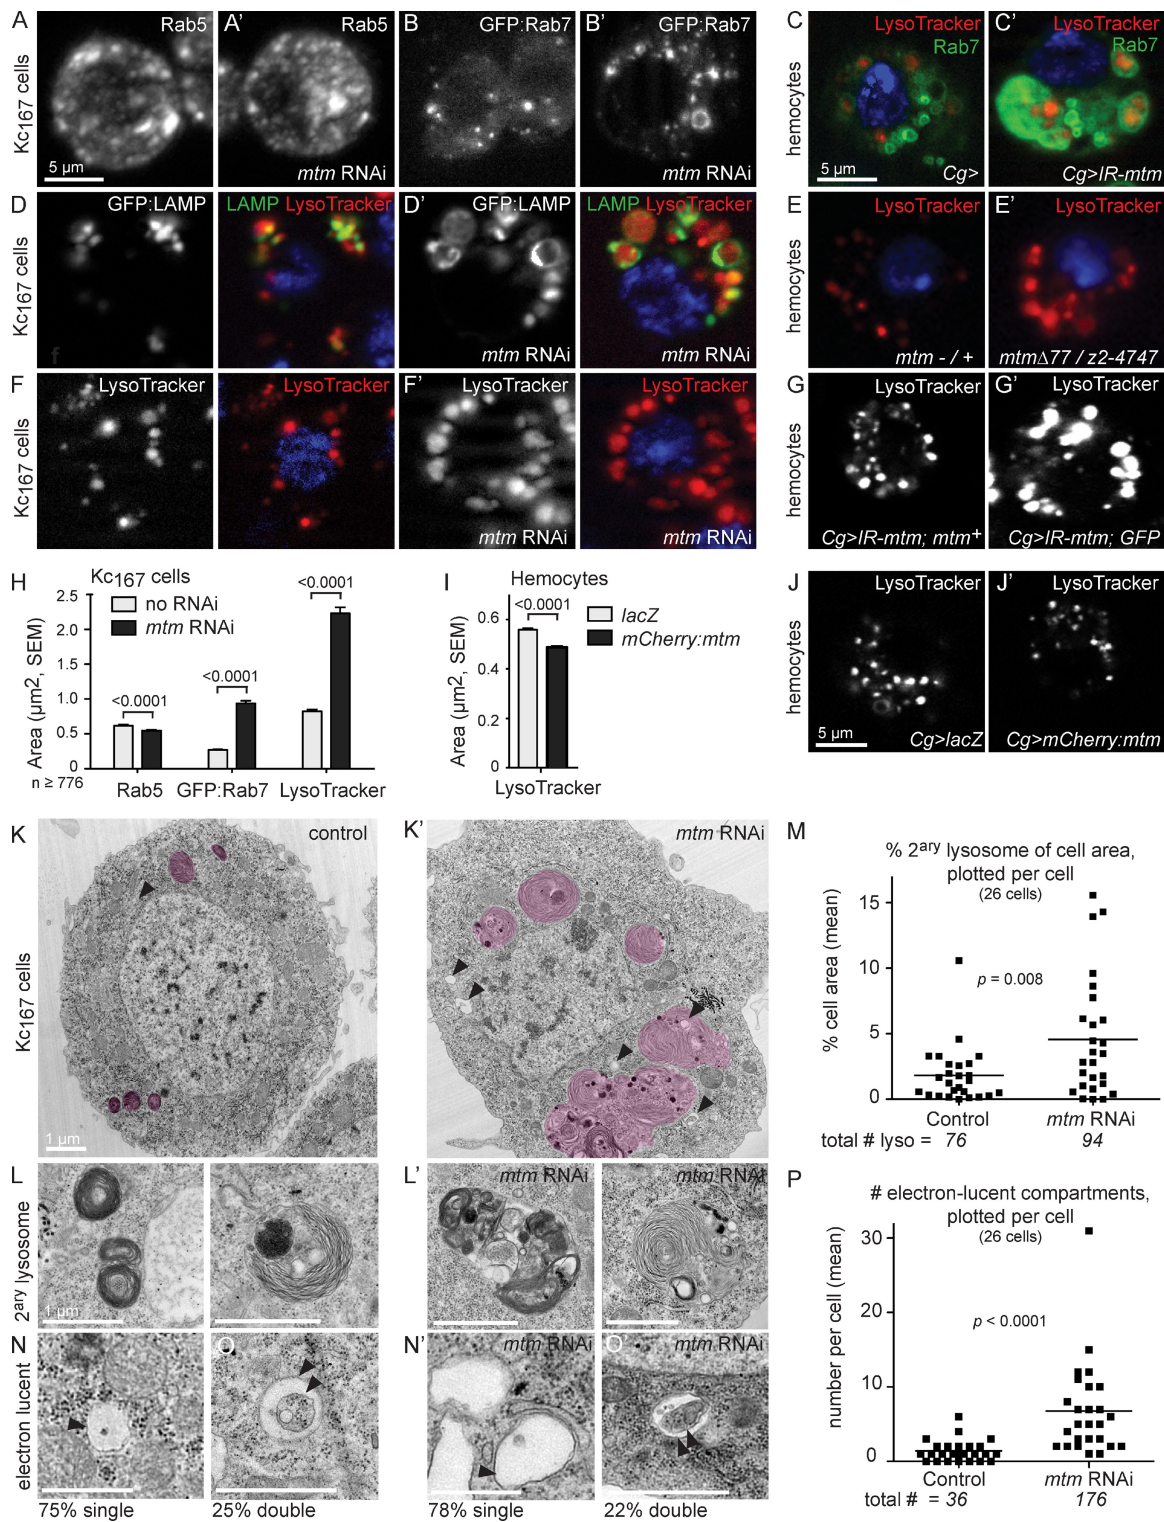 A Rab5 A' Rab5 B GFP:Rab7 B' GFP:Rab7 C LysoTracker C' LysoTracker
Rab7 Rab7
Kc167 cells hemocytes
5 µm mtm RNAi mtm RNAi 5 µm Cg> Cg>IR-mtm
D GFP:LAMP LAMP LysoTracker D' GFP:LAMP LAMP LysoTracker E LysoTracker E' LysoTracker
Kc167 cells hemocytes
f mtm RNAi mtm RNAi mtm - / + mtmΔ77 / z2-4747
F LysoTracker LysoTracker F' LysoTracker LysoTracker G LysoTracker G' LysoTracker
Kc167 cells hemocytes
mtm RNAi mtm RNAi Cg>IR-mtm; mtm+ Cg>IR-mtm; GFP
H Kc167 cells
no RNAi
mtm RNAi
<0.0001 <0.0001 <0.0001
Area (µm2, SEM)
2.5
2.0
1.5
1.0
0.5
0
n ≥ 776
Rab5 GFP:Rab7 LysoTracker
I Hemocytes
<0.0001
lacZ
mCherry:mtm
Area (µm2, SEM)
0.6
0.4
0.2
0
LysoTracker
J LysoTracker J' LysoTracker
hemocytes
5 µm Cg>lacZ Cg>mCherry:mtm
K control K' mtm RNAi
Kc167 cells
1 µm
M
% 2ary lysosome of cell area,
plotted per cell
(26 cells)
p = 0.008
% cell area (mean)
15
10
5
0
Control mtm RNAi
total # lyso = 76 94
L L' mtm RNAi mtm RNAi
2ary lysosome
1 µm
N O N' mtm RNAi O' mtm RNAi
electron lucent
75% single 25% double 78% single 22% double
P
# electron-lucent compartments,
plotted per cell
(26 cells)
p < 0.0001
number per cell (mean)
30
20
10
0
Control mtm RNAi
total # = 36 176